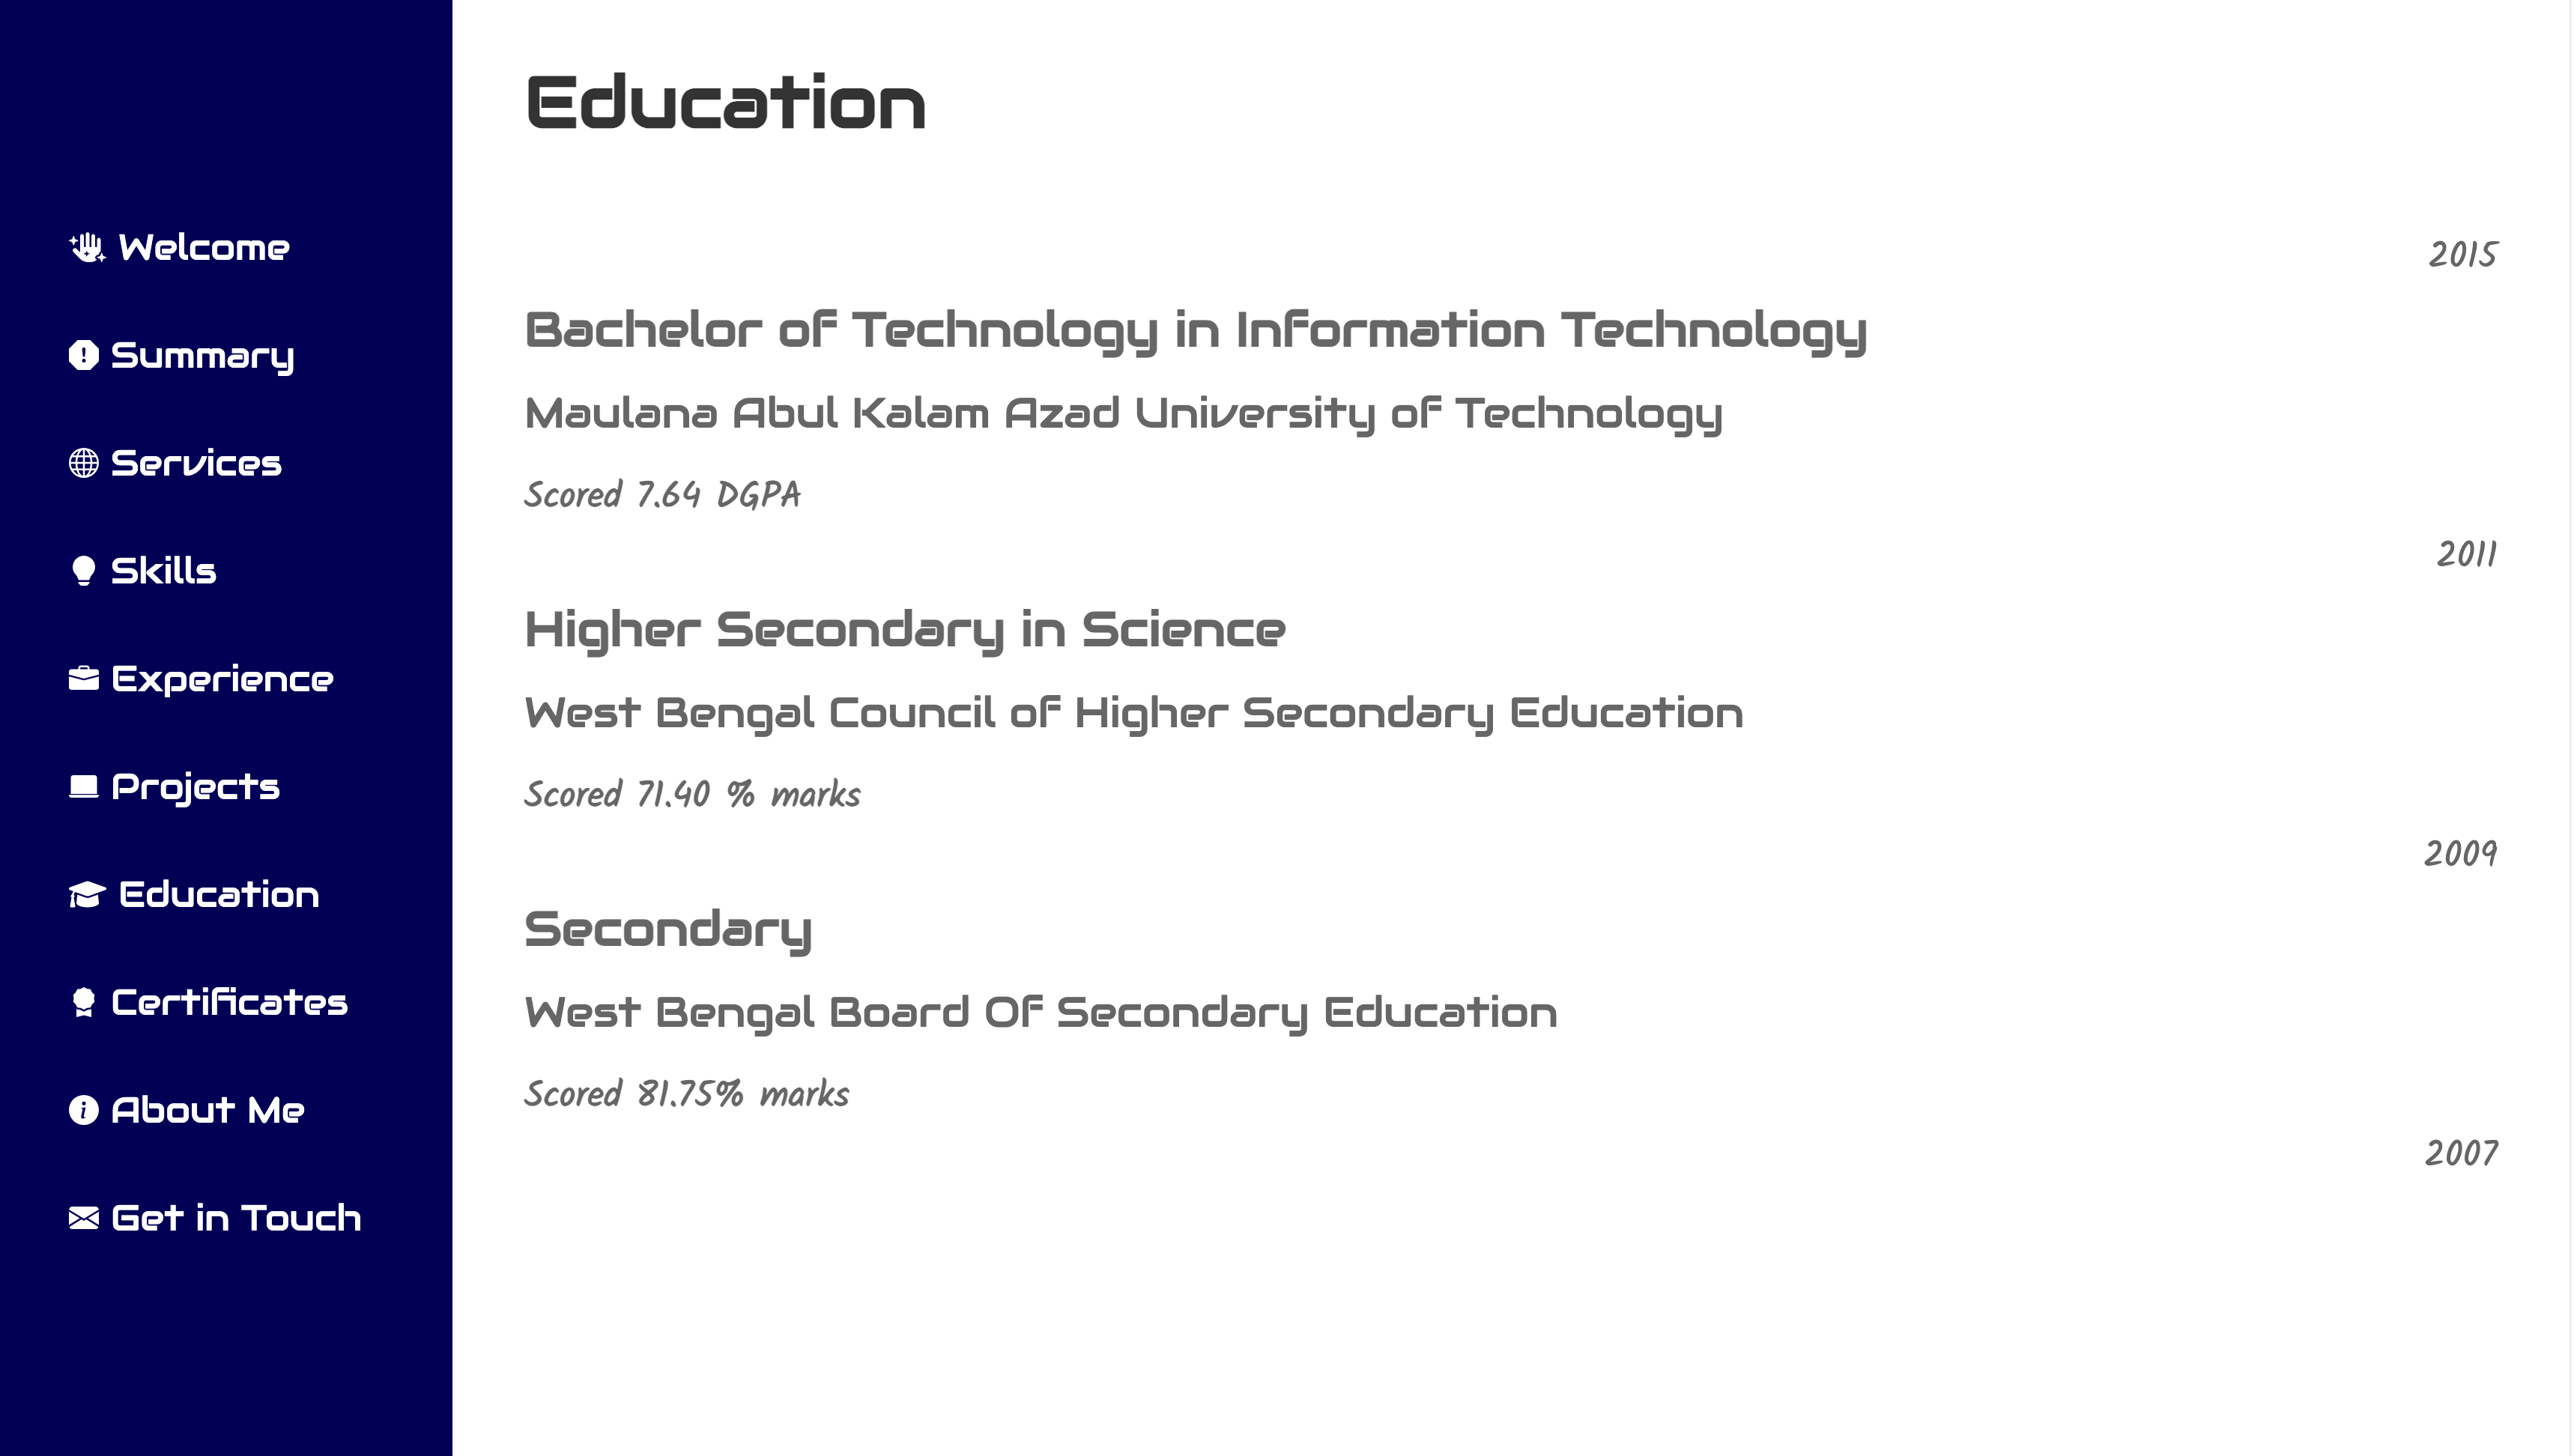 Welcome
Summary
Services
Skills
Experience
Projects
Education
Certificates
About Me
Get in Touch
Education
2015
Bachelor of Technology in Information Technology
Maulana Abul Kalam Azad University of Technology
Scored 7.64 DGPA
2011
Higher Secondary in Science
West Bengal Council of Higher Secondary Education
Scored 71.40 % marks
2009
Secondary
West Bengal Board Of Secondary Education
Scored 81.75% marks
2007